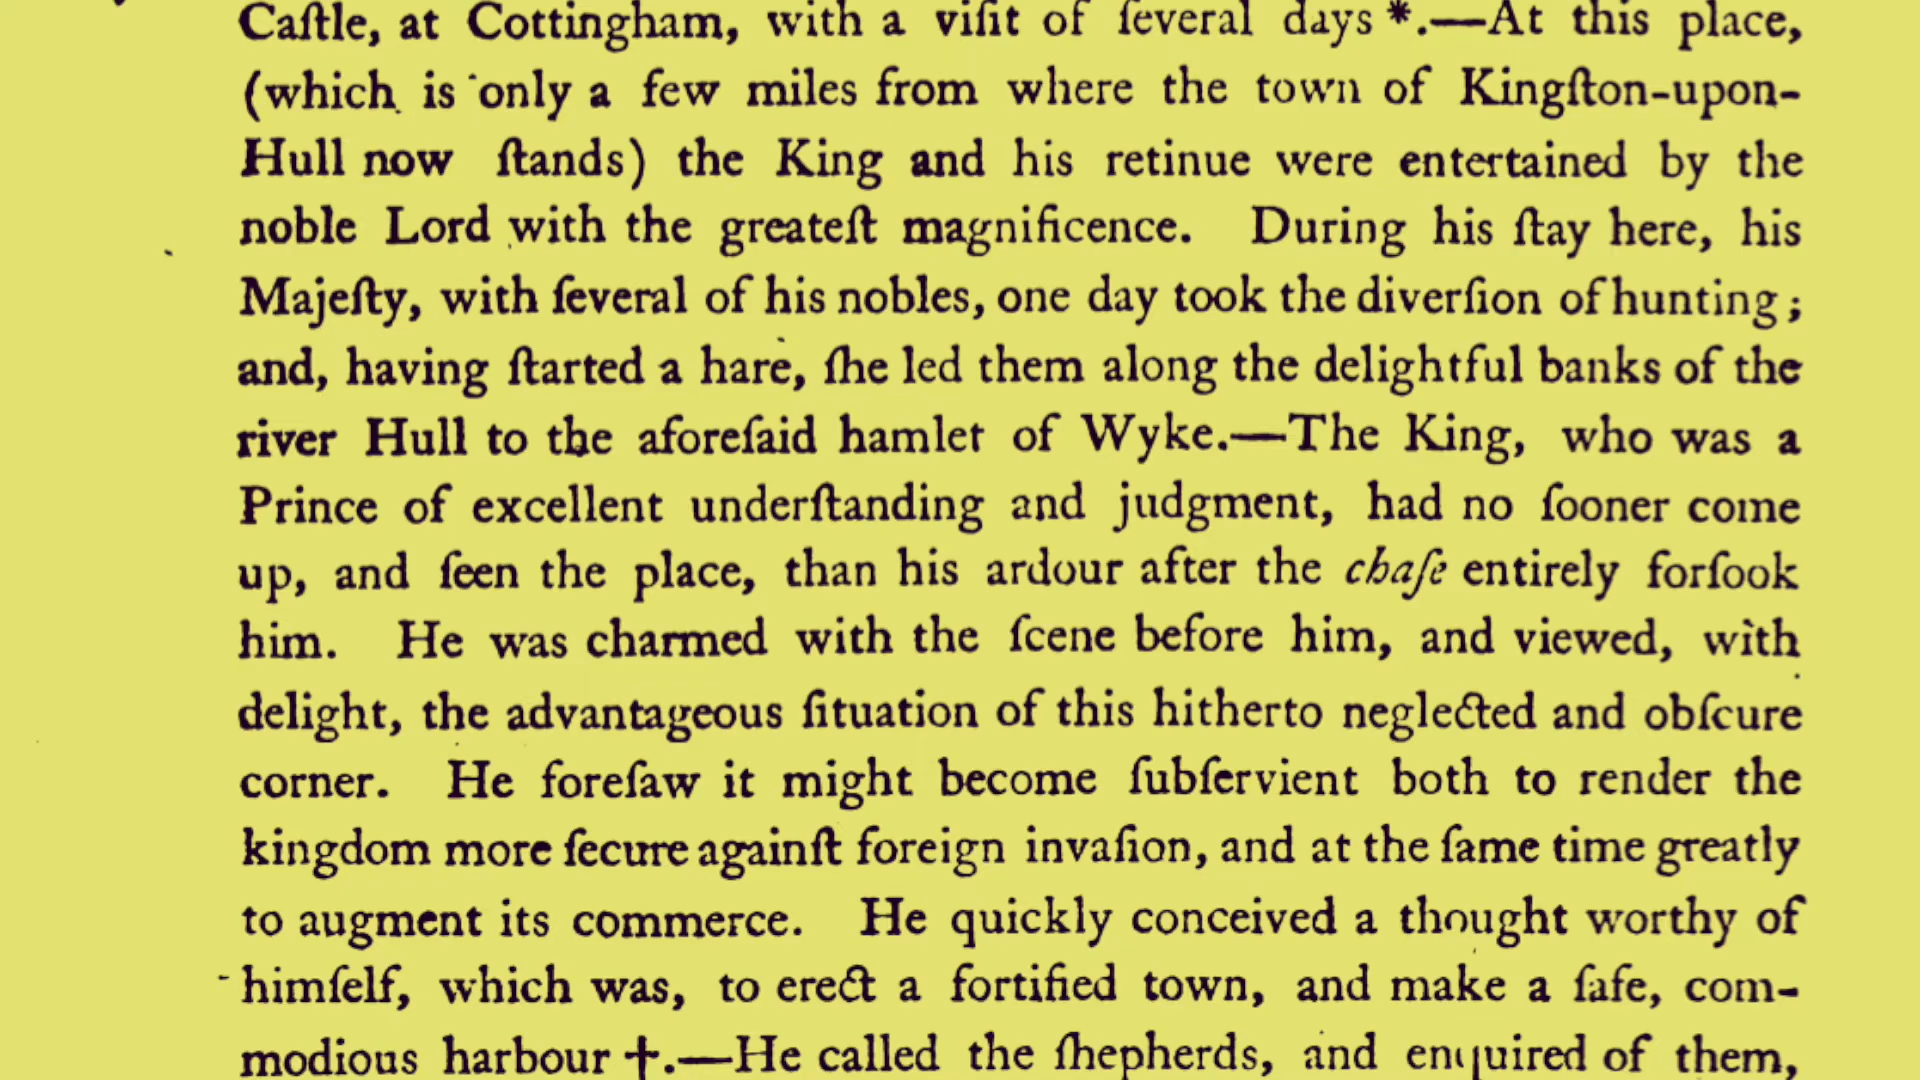 Caſtle, at Cottingham, with a viſit of ſeveral days *.—At this place,
(which is only a few miles from where the town of Kingſton-upon-
Hull now ſtands) the King and his retinue were entertained by the
noble Lord with the greateſt magnificence. During his ſtay here, his
Majeſty, with ſeveral of his nobles, one day took the diverſion of hunting;
and, having ſtarted a hare, ſhe led them along the delightful banks of the
river Hull to the aforeſaid hamlet of Wyke.—The King, who was a
Prince of excellent underſtanding and judgment, had no ſooner come
up, and ſeen the place, than his ardour after the chaſe entirely forſook
him. He was charmed with the ſcene before him, and viewed, with
delight, the advantageous ſituation of this hitherto neglected and obſcure
corner. He foreſaw it might become ſubſervient both to render the
kingdom more ſecure againſt foreign invaſion, and at the ſame time greatly
to augment its commerce. He quickly conceived a thought worthy of
himſelf, which was, to erect a fortified town, and make a ſafe, com-
modious harbour †.—He called the ſhepherds, and enquired of them,